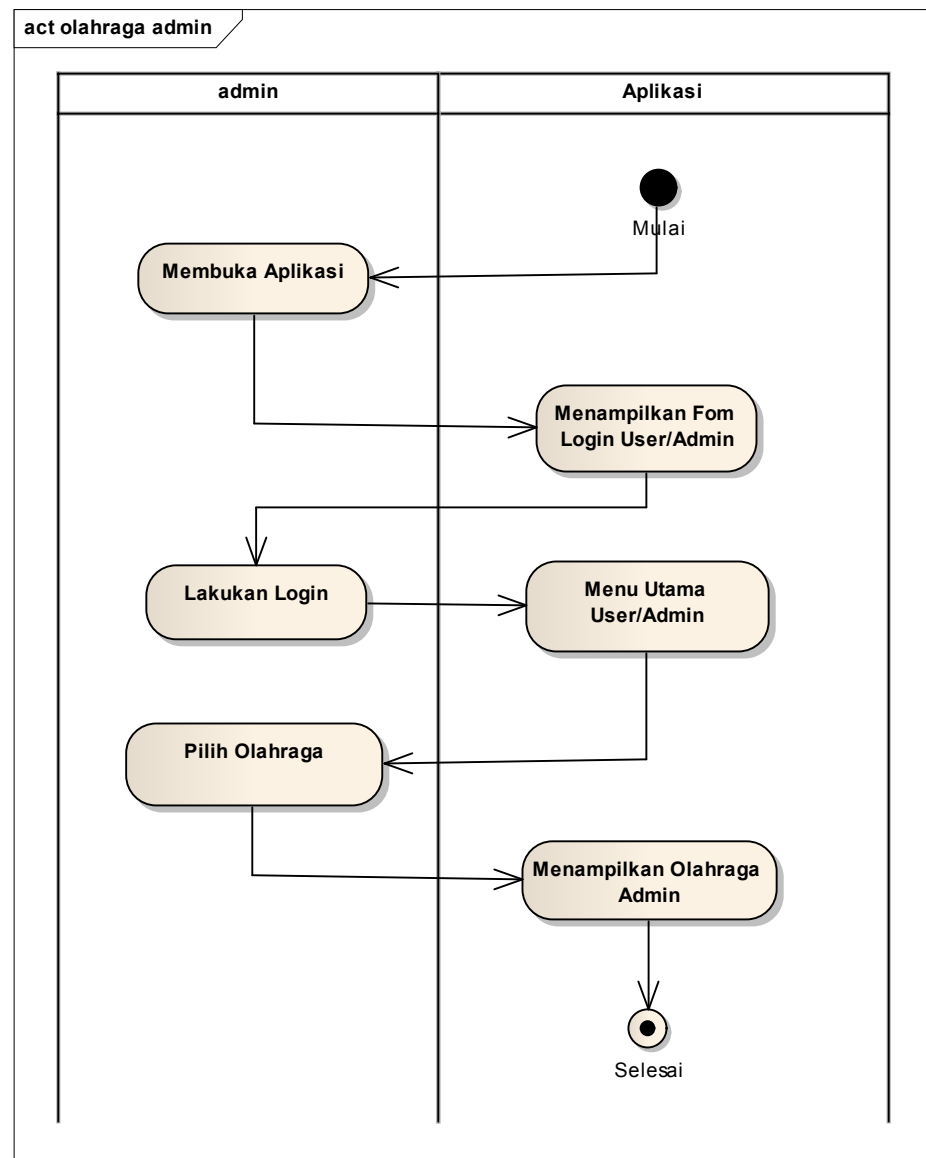 act olahraga admin
admin
Aplikasi
Mulai
Membuka Aplikasi
Menampilkan Fom
Login User/Admin
Lakukan Login
Menu Utama
User/Admin
Pilih Olahraga
Menampilkan Olahraga
Admin
Selesai